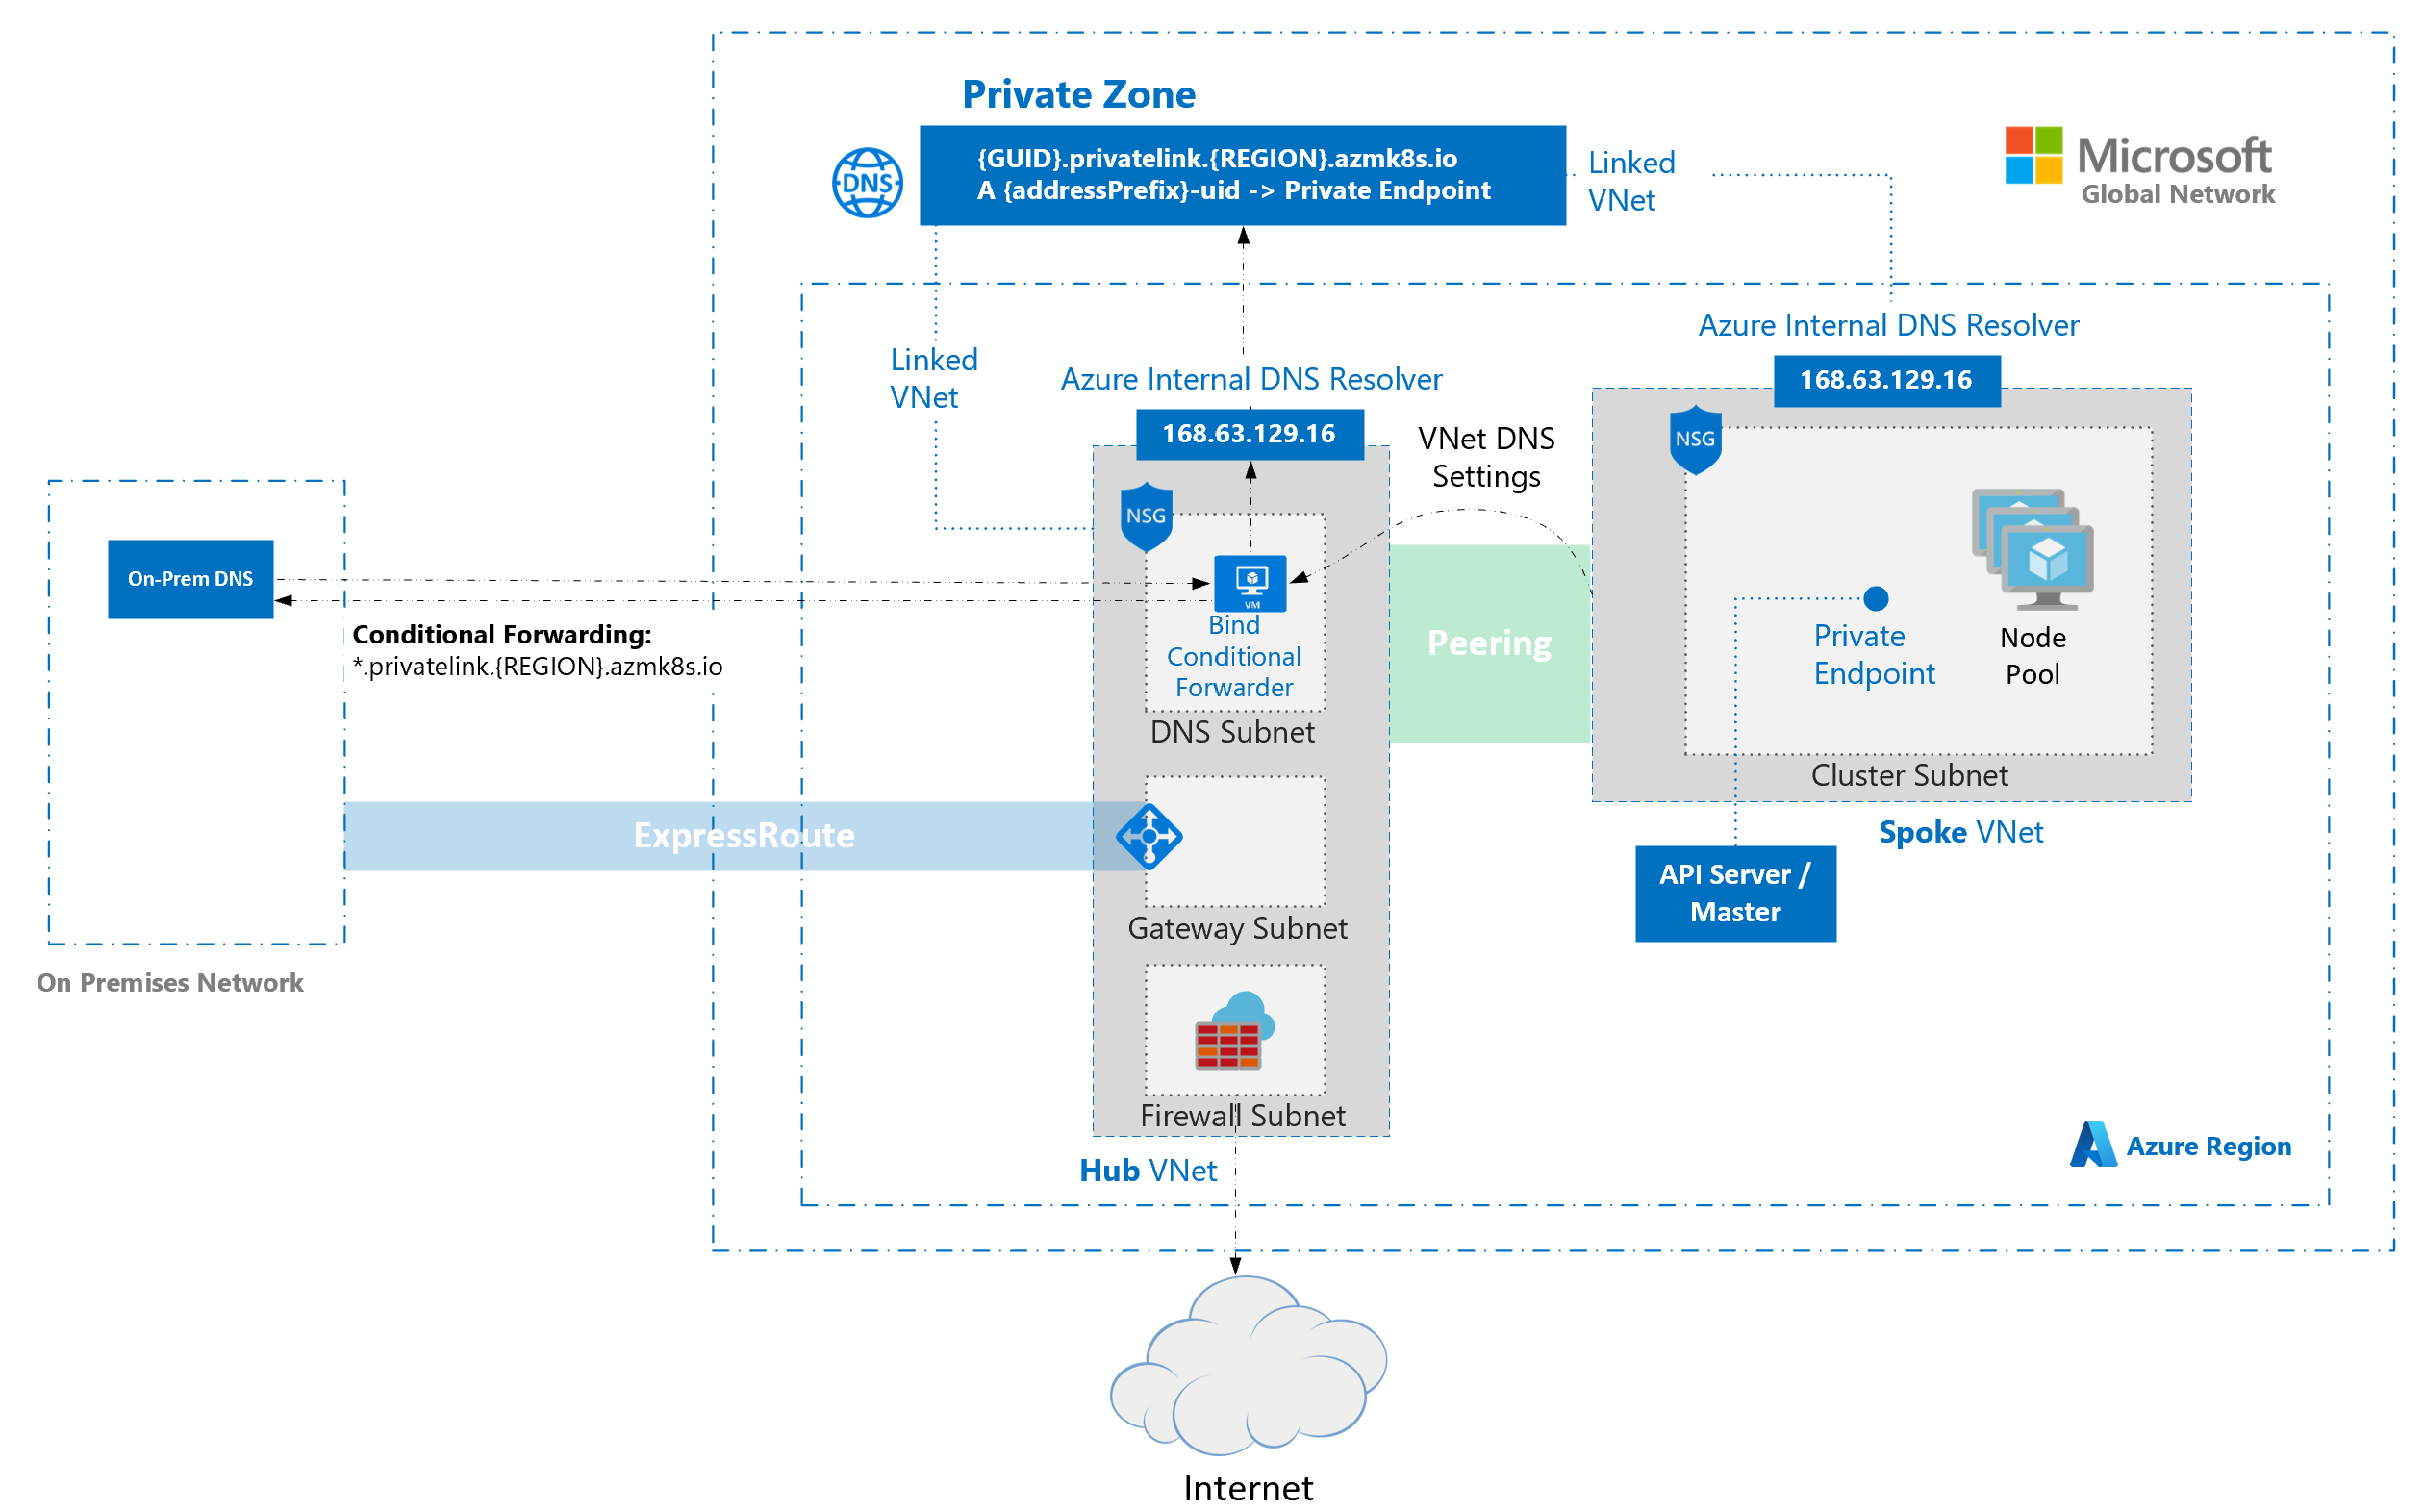 Private Zone
DNS
{GUID}.privatelink.{REGION}.azmk8s.io
A {addressPrefix}-uid -> Private Endpoint
Linked
VNet
Microsoft
Global Network
Linked
VNet
Azure Internal DNS Resolver
168.63.129.16
Azure Internal DNS Resolver
168.63.129.16
VNet DNS
Settings
NSG
NSG
On-Prem DNS
VM
Bind
Conditional
Forwarder
DNS Subnet
Conditional Forwarding:
*.privatelink.{REGION}.azmk8s.io
Peering
Private
Endpoint
Node
Pool
Cluster Subnet
Spoke VNet
API Server /
Master
ExpressRoute
Gateway Subnet
On Premises Network
Firewall Subnet
Hub VNet
Azure Region
Internet